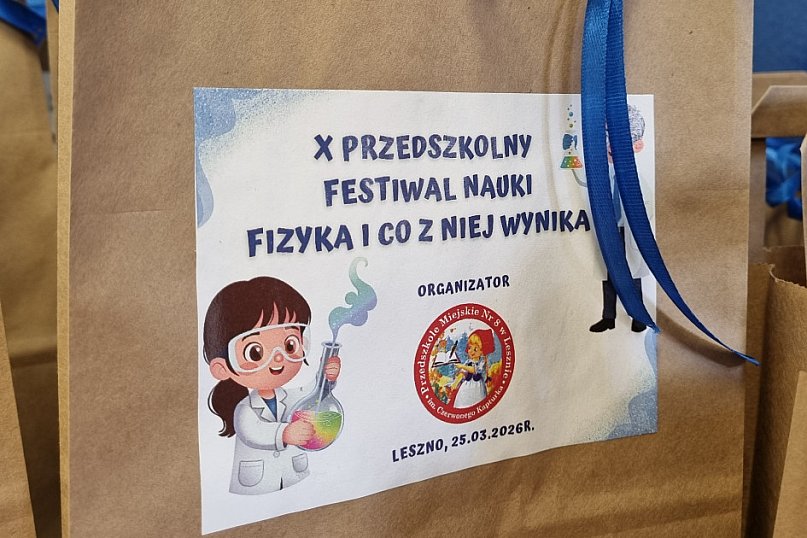 X PRZEDSZKOLNY
FESTIWAL NAUKI
FIZYKA I CO Z NIEJ WYNIKA
ORGANIZATOR
Przedszkole Miejskie Nr 8 w Lesznie
im. Czerwonego Kapturka
LESZNO, 25.03.2026R.